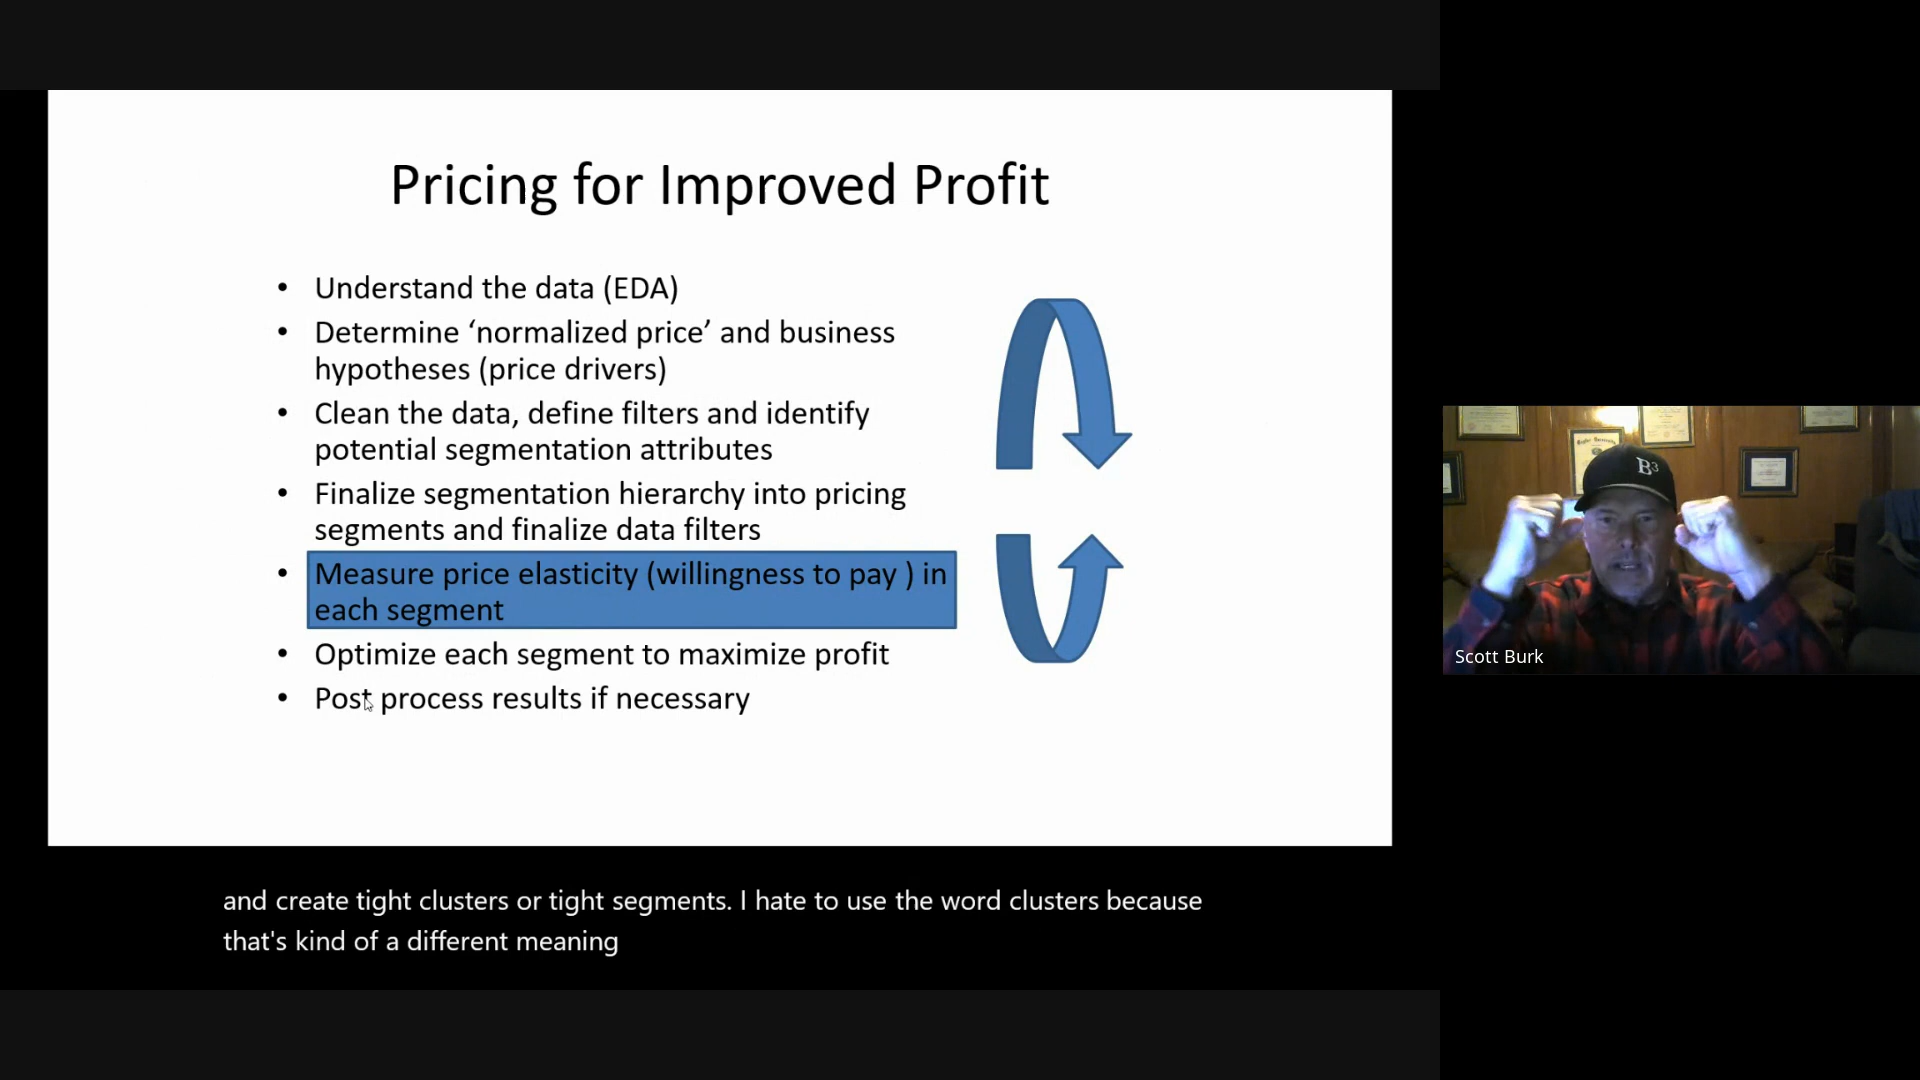 Pricing for Improved Profit
• Understand the data (EDA)
• Determine ‘normalized price’ and business
hypotheses (price drivers)
• Clean the data, define filters and identify
potential segmentation attributes
• Finalize segmentation hierarchy into pricing
segments and finalize data filters
• Measure price elasticity (willingness to pay ) in
each segment
• Optimize each segment to maximize profit
• Post process results if necessary
B³
Scott Burk
and create tight clusters or tight segments. I hate to use the word clusters because
that's kind of a different meaning